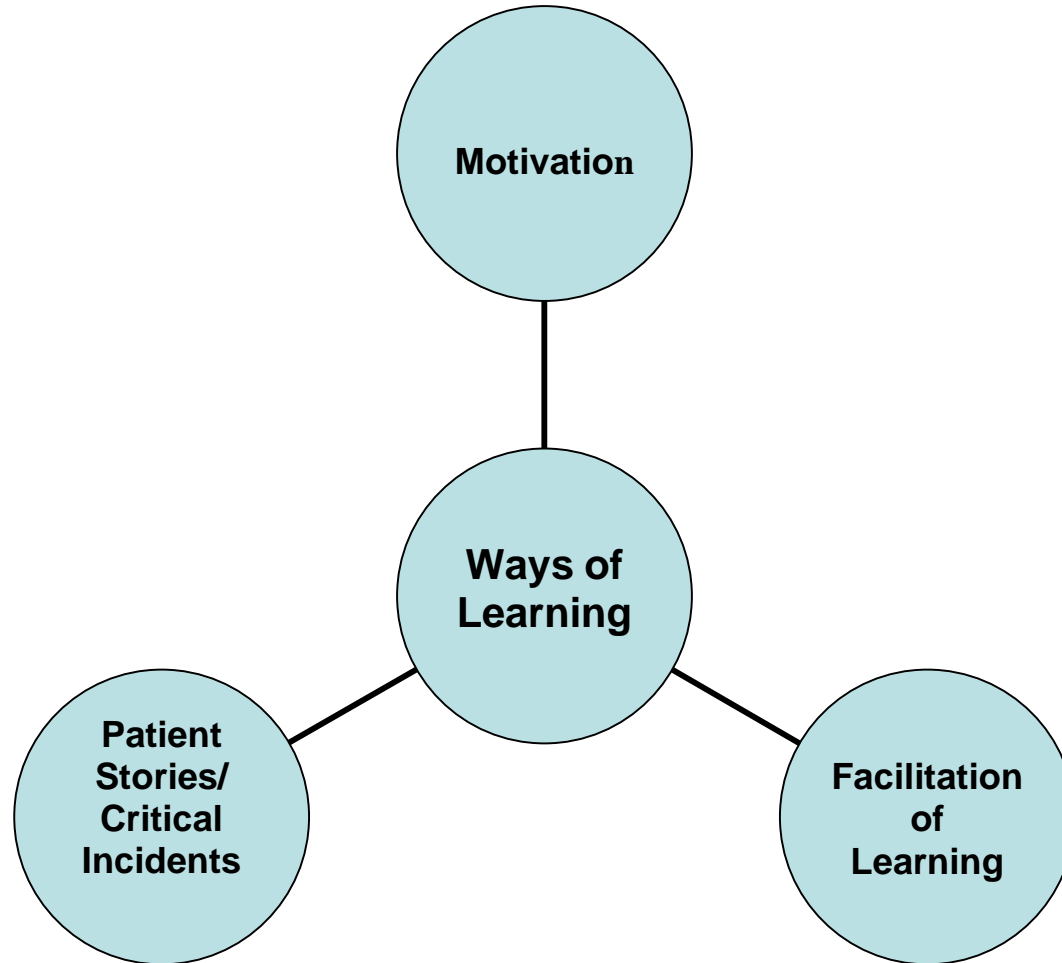 Motivation
Ways of
Learning
Patient
Stories/
Critical
Incidents
Facilitation
of
Learning